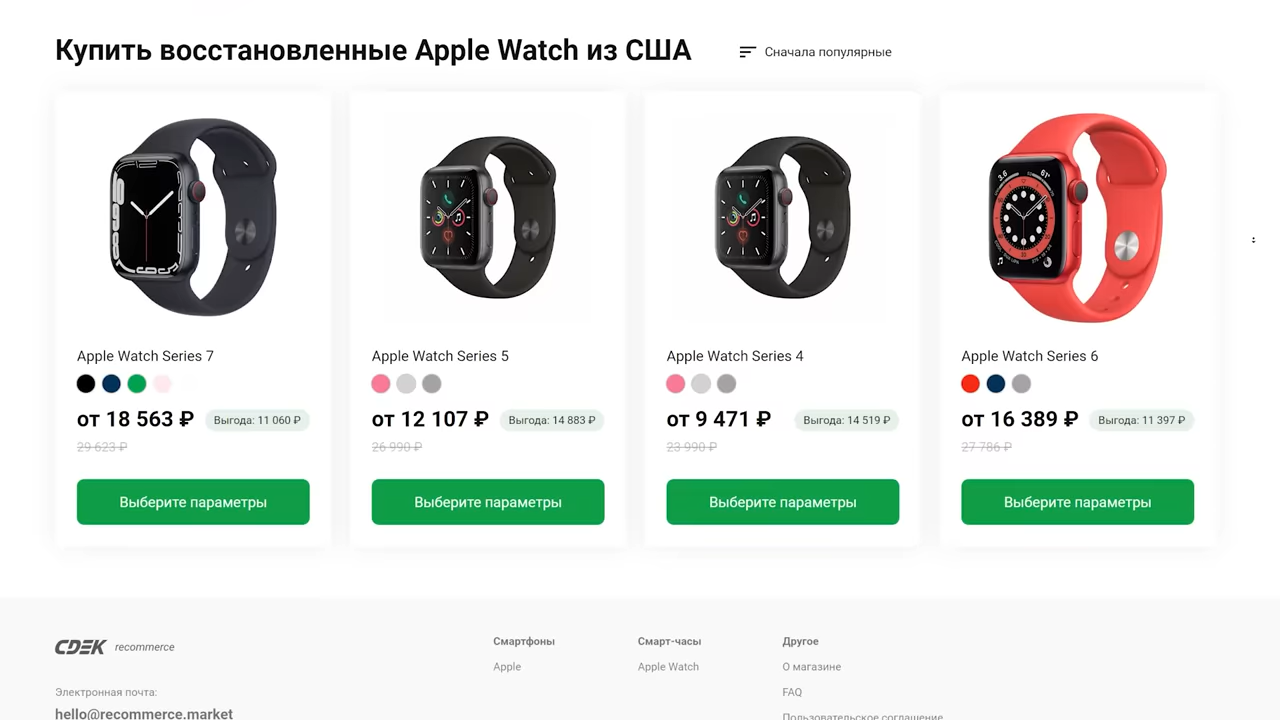 Купить восстановленные Apple Watch из США
Сначала популярные
Apple Watch Series 7
от 18 563 ₽
Выгода: 11 060 ₽
29 623 ₽
Выберите параметры
Apple Watch Series 5
от 12 107 ₽
Выгода: 14 883 ₽
26 990 ₽
Выберите параметры
Apple Watch Series 4
от 9 471 ₽
Выгода: 14 519 ₽
23 990 ₽
Выберите параметры
Apple Watch Series 6
от 16 389 ₽
Выгода: 11 397 ₽
27 786 ₽
Выберите параметры
CDEK recommerce
Электронная почта:
hello@recommerce.market
Смартфоны
Apple
Смарт-часы
Apple Watch
Другое
О магазине
FAQ
Пользовательское соглашение